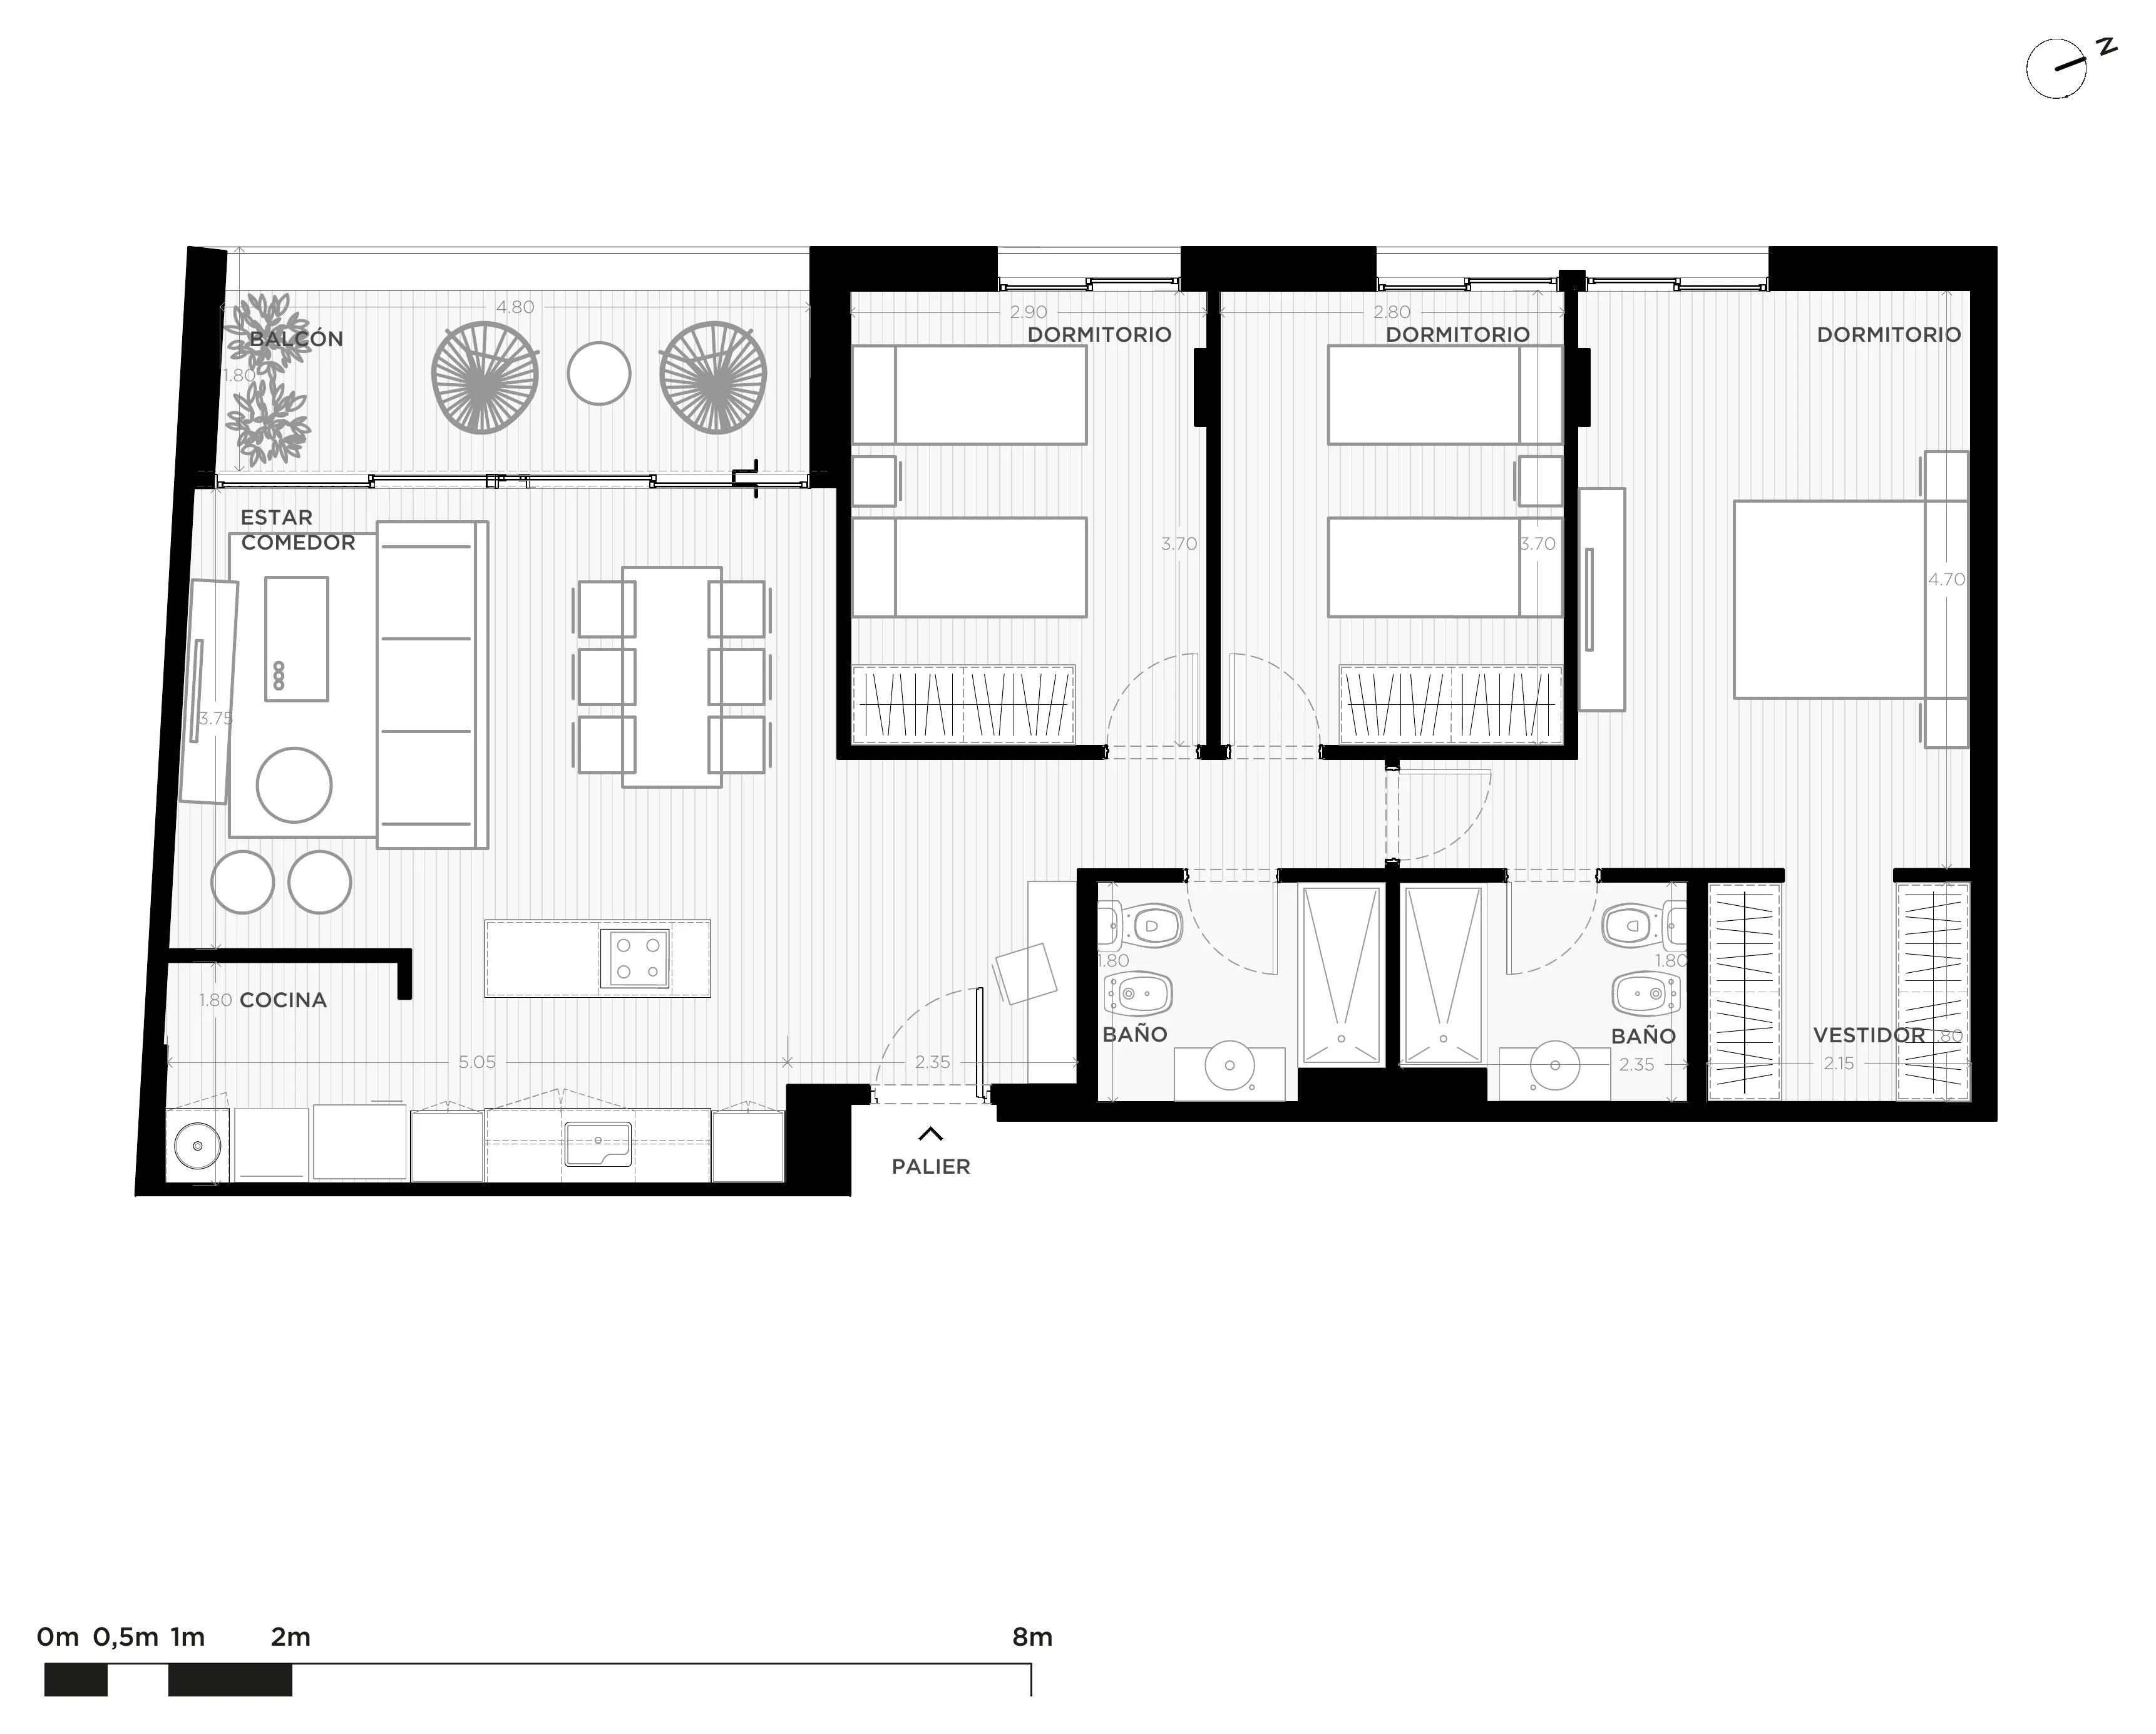 N
4.80
BALCÓN
1.80
2.90
DORMITORIO
2.80
DORMITORIO
DORMITORIO
ESTAR
COMEDOR
3.70
3.70
4.70
3.75
1.80
COCINA
1.80
1.80
BAÑO
BAÑO
VESTIDOR
.80
5.05
2.35
2.35
2.15
PALIER
0m
0,5m
1m
2m
8m